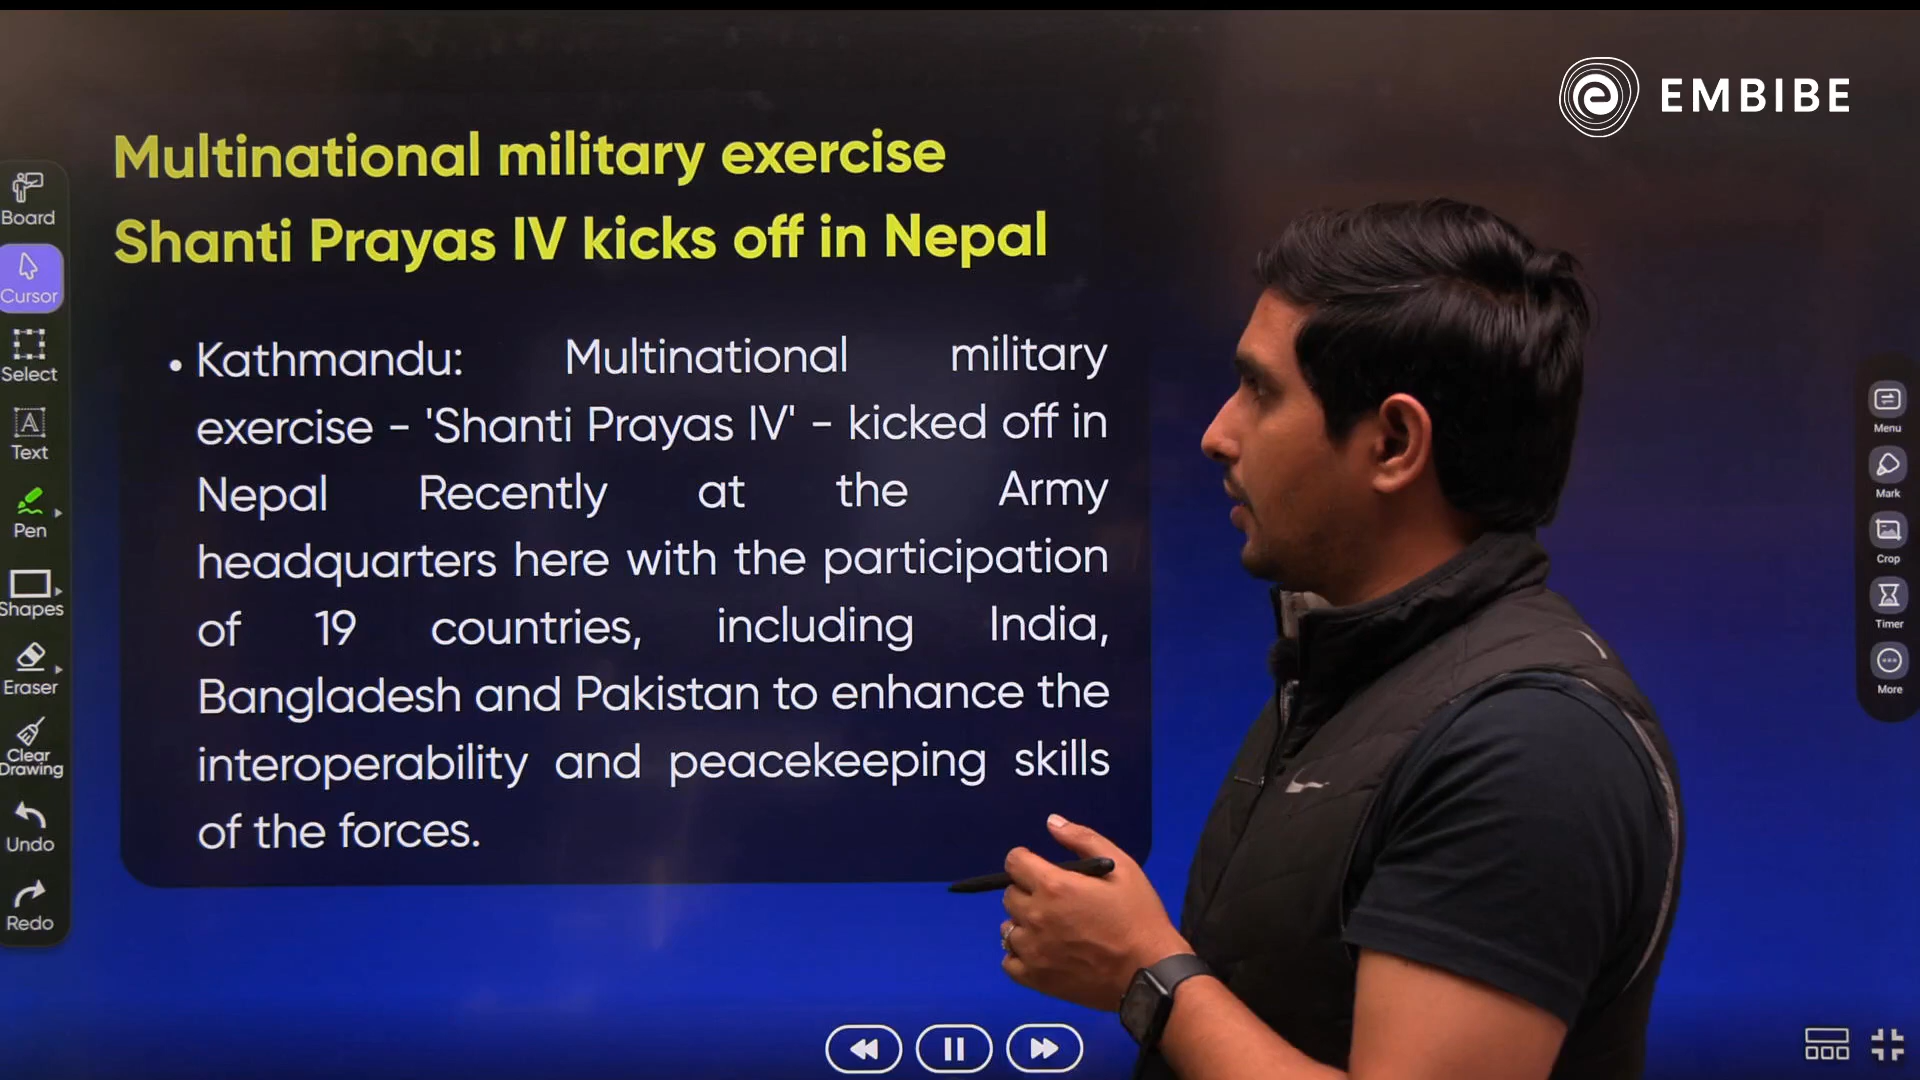 EMBIBE
Multinational military exercise
Shanti Prayas IV kicks off in Nepal
• Kathmandu: Multinational military
exercise - 'Shanti Prayas IV' - kicked off in
Nepal Recently at the Army
headquarters here with the participation
of 19 countries, including India,
Bangladesh and Pakistan to enhance the
interoperability and peacekeeping skills
of the forces.
Board
Cursor
Select
Text
Pen
Shapes
Eraser
Clear
Drawing
Undo
Redo
Menu
Mark
Crop
Timer
More